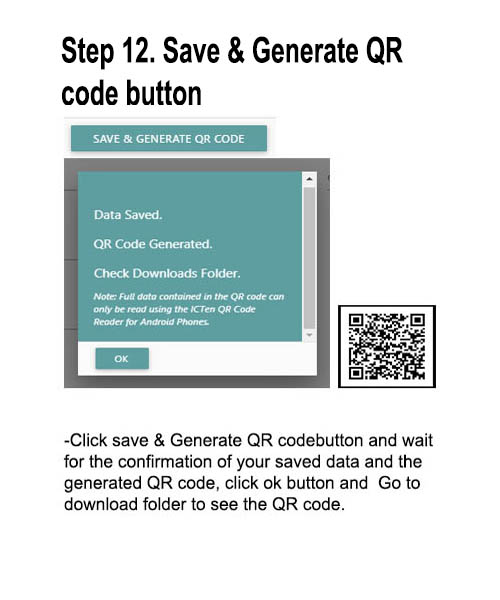 Step 12. Save & Generate QR
code button
SAVE & GENERATE QR CODE
Data Saved.
QR Code Generated.
Check Downloads Folder.
Note: Full data contained in the QR code can
only be read using the ICTen QR Code
Reader for Android Phones.
OK
-Click save & Generate QR codebutton and wait
for the confirmation of your saved data and the
generated QR code, click ok button and  Go to
download folder to see the QR code.